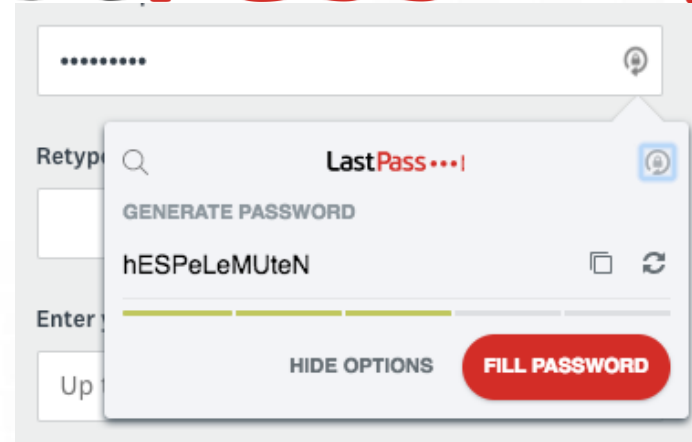 •••••••••
Retype
LastPass •••|
GENERATE PASSWORD
hESPeLeMUteN
Enter
HIDE OPTIONS
FILL PASSWORD
Up